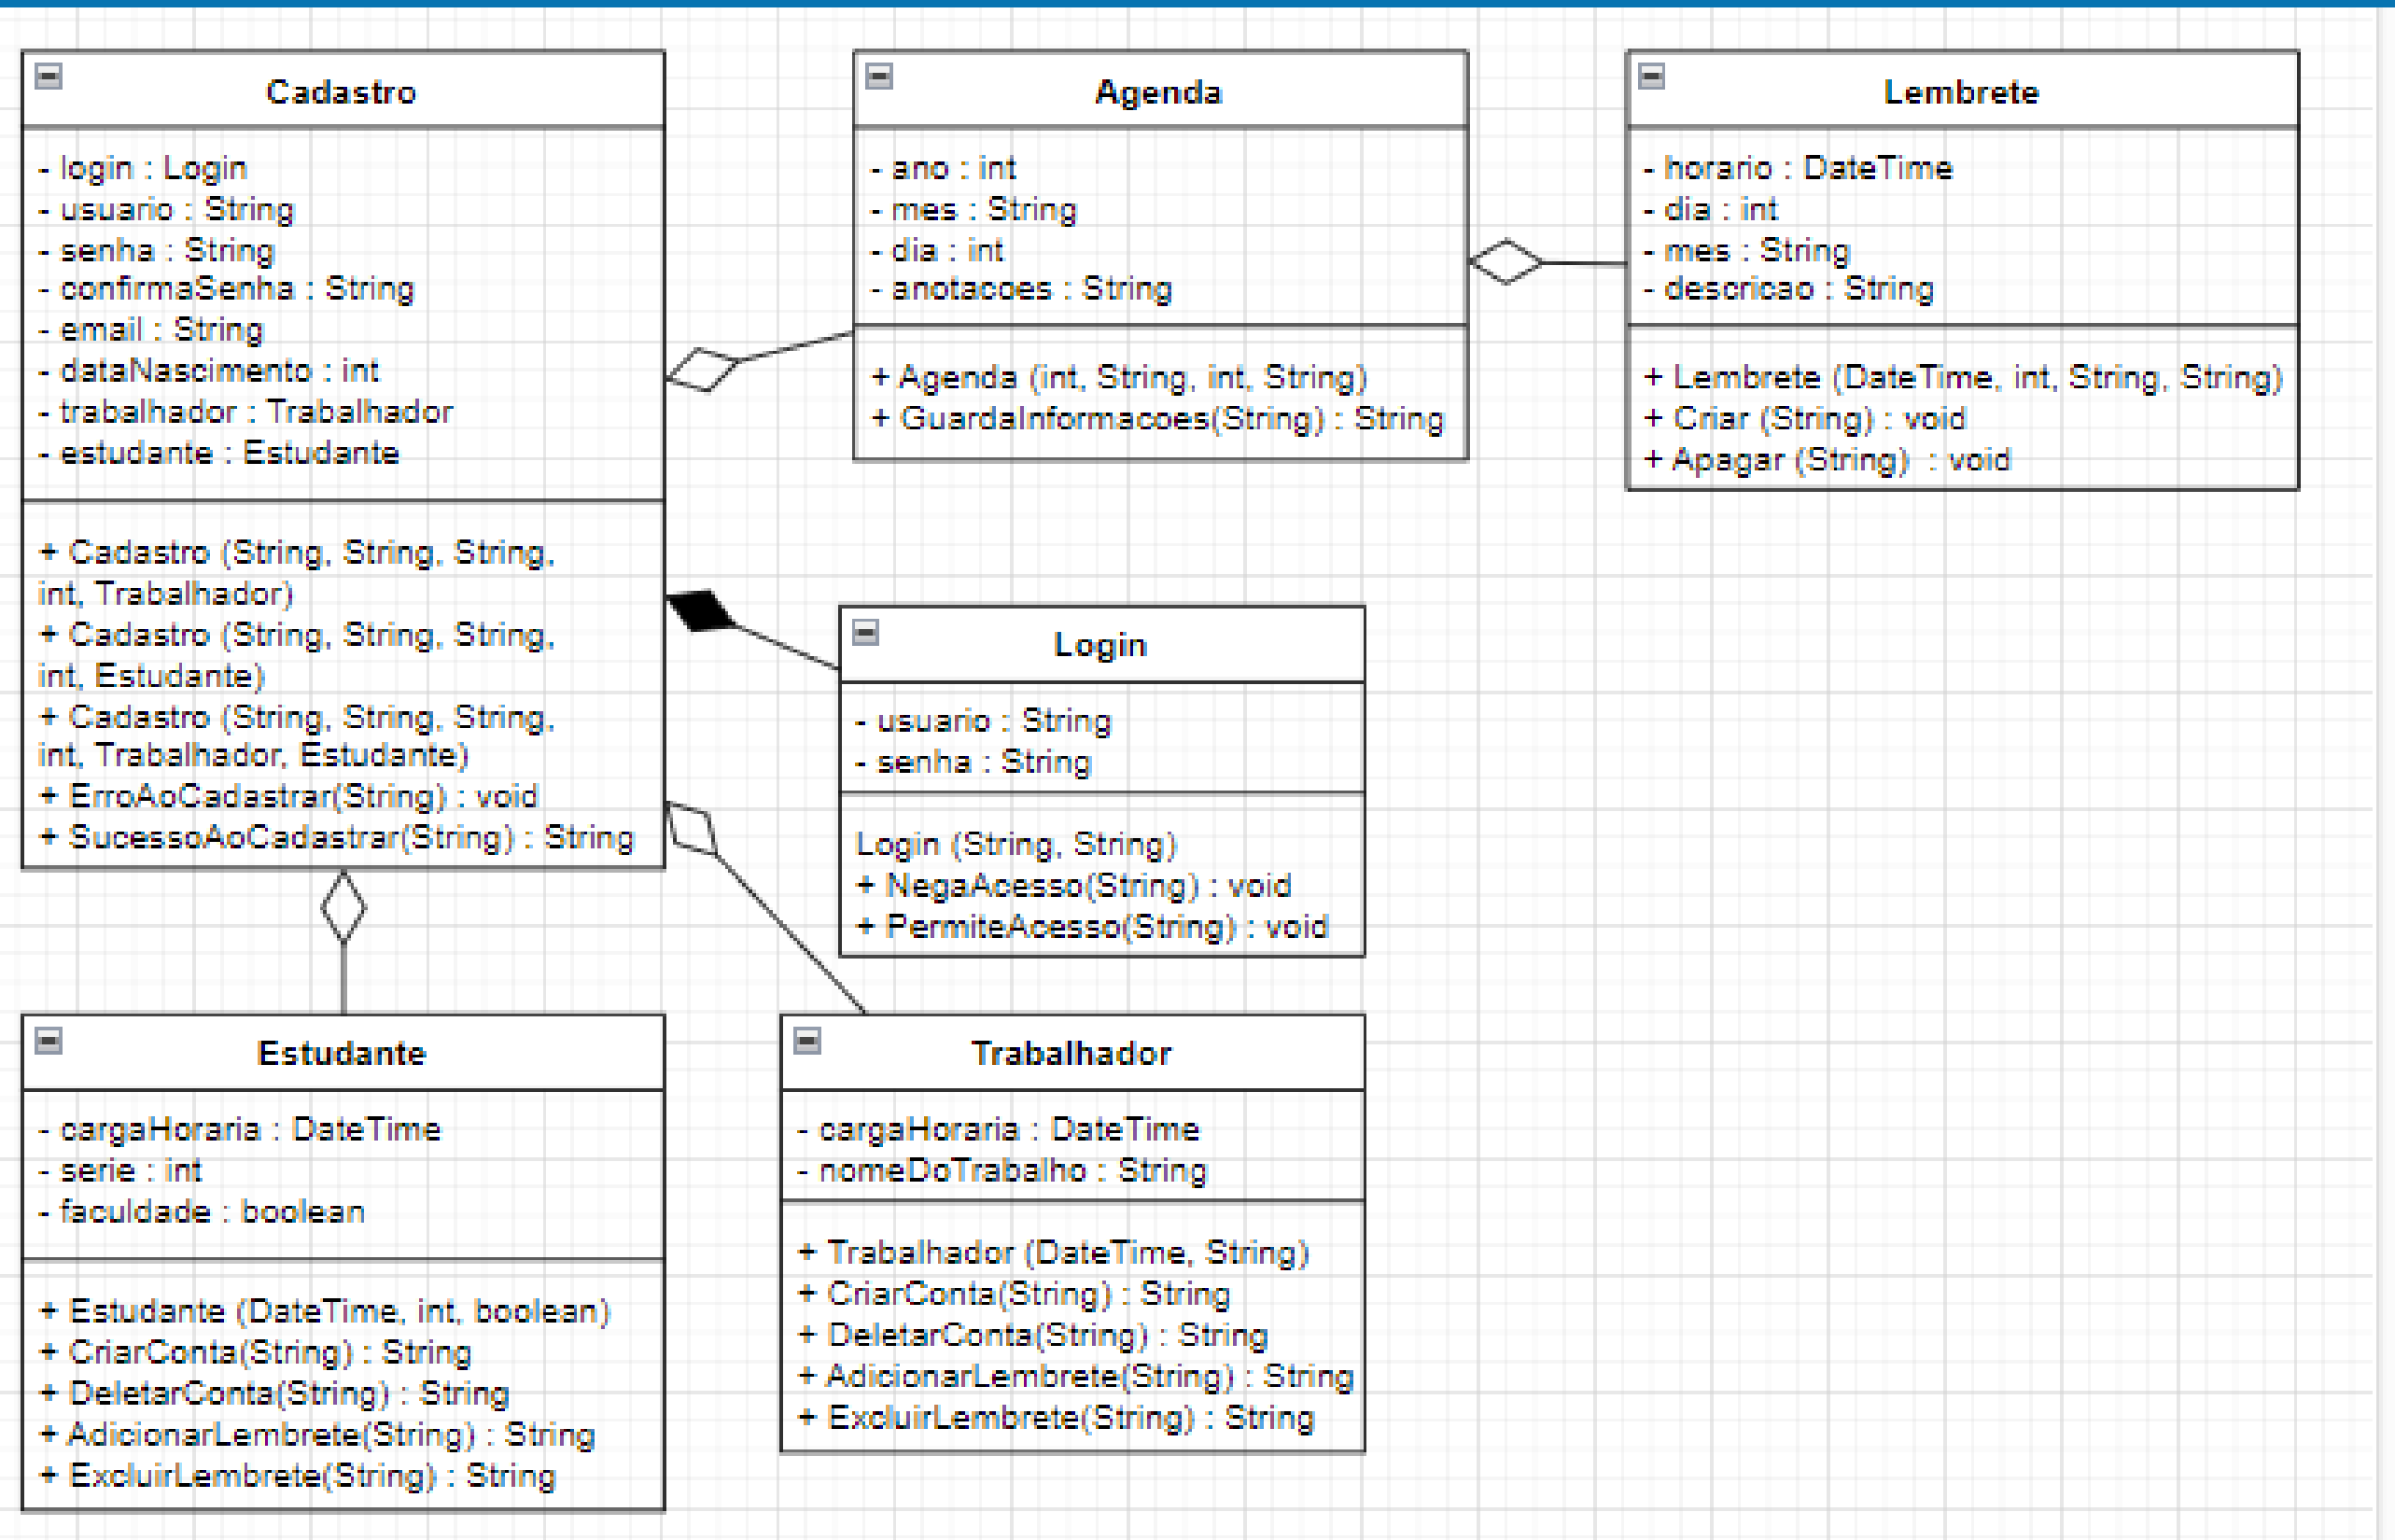 Cadastro
- login : Login
- usuario : String
- senha : String
- confirmaSenha : String
- email : String
- dataNascimento : int
- trabalhador : Trabalhador
- estudante : Estudante
+ Cadastro (String, String, String,
int, Trabalhador)
+ Cadastro (String, String, String,
int, Estudante)
+ Cadastro (String, String, String,
int, Trabalhador, Estudante)
+ ErroAoCadastrar(String) : void
+ SucessoAoCadastrar(String) : String
Agenda
- ano : int
- mes : String
- dia : int
- anotacoes : String
+ Agenda (int, String, int, String)
+ GuardaInformacoes(String) : String
Lembrete
- horario : DateTime
- dia : int
- mes : String
- descricao : String
+ Lembrete (DateTime, int, String, String)
+ Criar (String) : void
+ Apagar (String) : void
Login
- usuario : String
- senha : String
Login (String, String)
+ NegaAcesso(String) : void
+ PermiteAcesso(String) : void
Estudante
- cargaHoraria : DateTime
- serie : int
- faculdade : boolean
+ Estudante (DateTime, int, boolean)
+ CriarConta(String) : String
+ DeletarConta(String) : String
+ AdicionarLembrete(String) : String
+ ExcluirLembrete(String) : String
Trabalhador
- cargaHoraria : DateTime
- nomeDoTrabalho : String
+ Trabalhador (DateTime, String)
+ CriarConta(String) : String
+ DeletarConta(String) : String
+ AdicionarLembrete(String) : String
+ ExcluirLembrete(String) : String